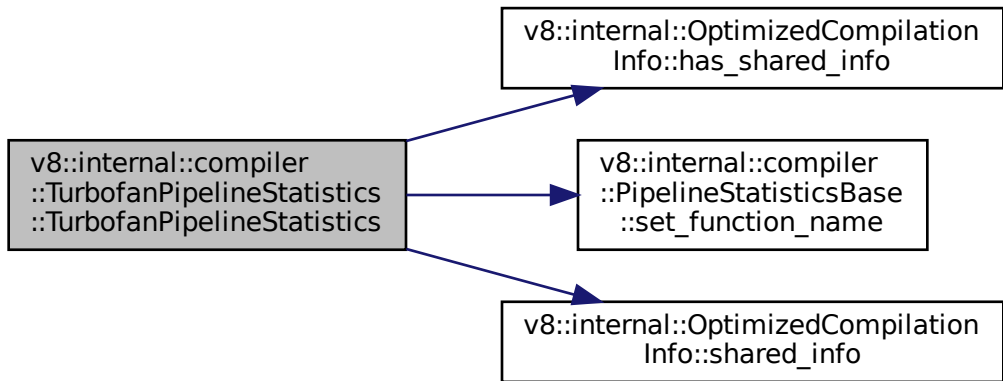 v8::internal::OptimizedCompilation
Info::has_shared_info
v8::internal::compiler
::TurbofanPipelineStatistics
::TurbofanPipelineStatistics
v8::internal::compiler
::PipelineStatisticsBase
::set_function_name
v8::internal::OptimizedCompilation
Info::shared_info